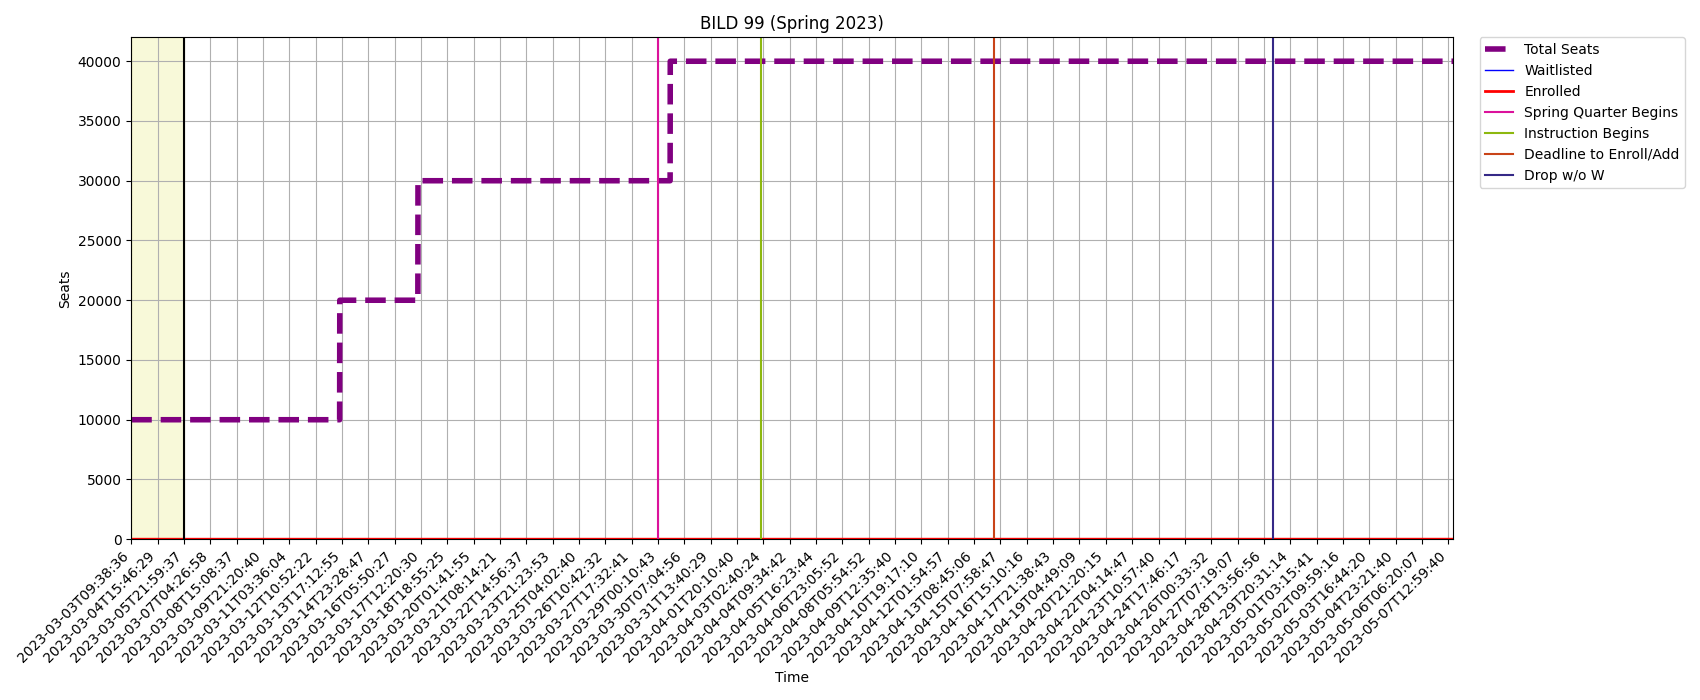 BILD 99 (Spring 2023)
40000
35000
30000
25000
20000
15000
10000
5000
0
Seats
Total Seats
Waitlisted
Enrolled
Spring Quarter Begins
Instruction Begins
Deadline to Enroll/Add
Drop w/o W
2023-03-03T09:38:36
2023-03-04T15:46:29
2023-03-05T21:59:37
2023-03-07T04:26:58
2023-03-08T15:08:37
2023-03-09T21:20:40
2023-03-11T03:36:04
2023-03-12T10:52:22
2023-03-13T17:12:55
2023-03-14T23:28:47
2023-03-16T05:50:27
2023-03-17T12:20:30
2023-03-18T18:55:25
2023-03-20T01:41:55
2023-03-21T08:14:21
2023-03-22T14:56:37
2023-03-23T21:23:53
2023-03-25T04:02:40
2023-03-26T10:42:32
2023-03-27T17:32:41
2023-03-29T00:10:43
2023-03-30T07:04:56
2023-03-31T13:40:29
2023-04-01T20:10:40
2023-04-03T02:40:24
2023-04-04T09:34:42
2023-04-05T16:23:44
2023-04-06T23:05:52
2023-04-08T05:54:52
2023-04-09T12:35:40
2023-04-10T19:17:10
2023-04-12T01:54:57
2023-04-13T08:45:06
2023-04-15T07:58:47
2023-04-16T15:10:16
2023-04-17T21:38:43
2023-04-19T04:49:09
2023-04-20T21:20:15
2023-04-22T04:14:47
2023-04-23T10:57:40
2023-04-24T17:46:17
2023-04-26T00:33:32
2023-04-27T07:19:07
2023-04-28T13:56:56
2023-04-29T20:31:14
2023-05-01T03:15:41
2023-05-02T09:59:16
2023-05-03T16:44:20
2023-05-04T23:21:40
2023-05-06T06:20:07
2023-05-07T12:59:40
Time